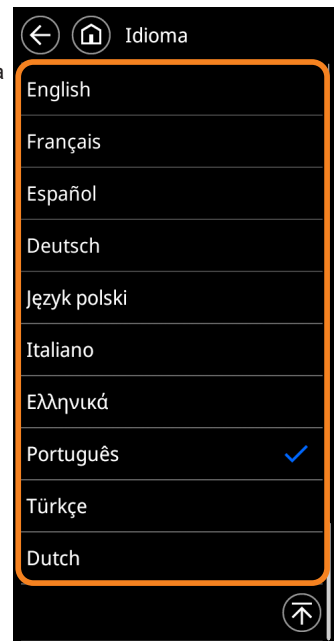 Idioma
a
English
Français
Español
Deutsch
Język polski
Italiano
Ελληνικά
Português
Türkçe
Dutch